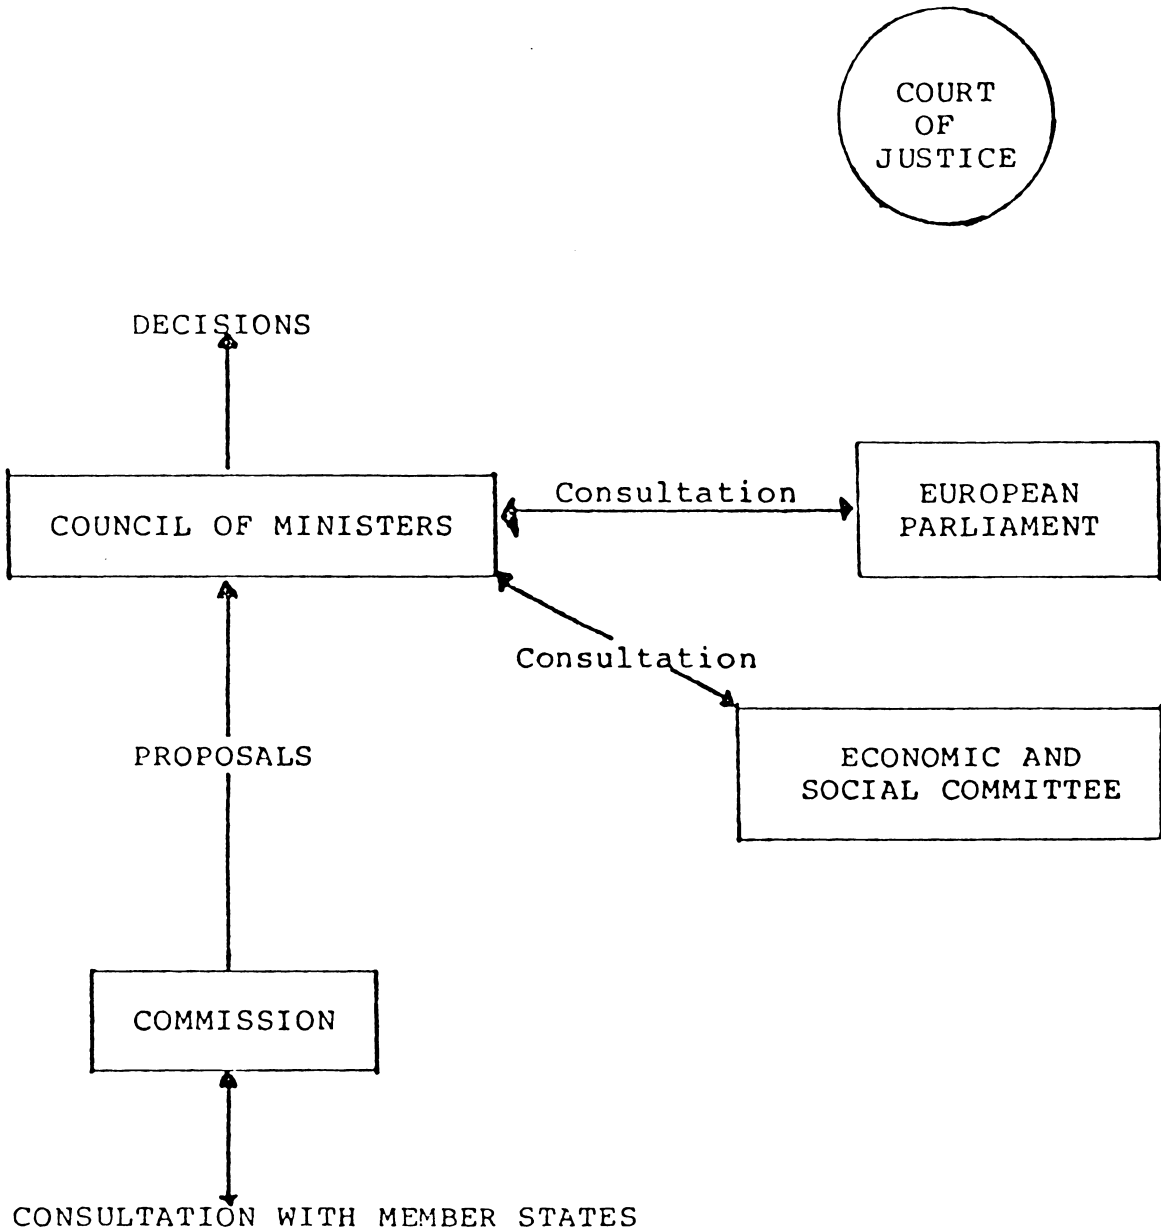 COURT
OF
JUSTICE
DECISIONS
COUNCIL OF MINISTERS
Consultation
EUROPEAN
PARLIAMENT
Consultation
PROPOSALS
ECONOMIC AND
SOCIAL COMMITTEE
COMMISSION
CONSULTATION WITH MEMBER STATES